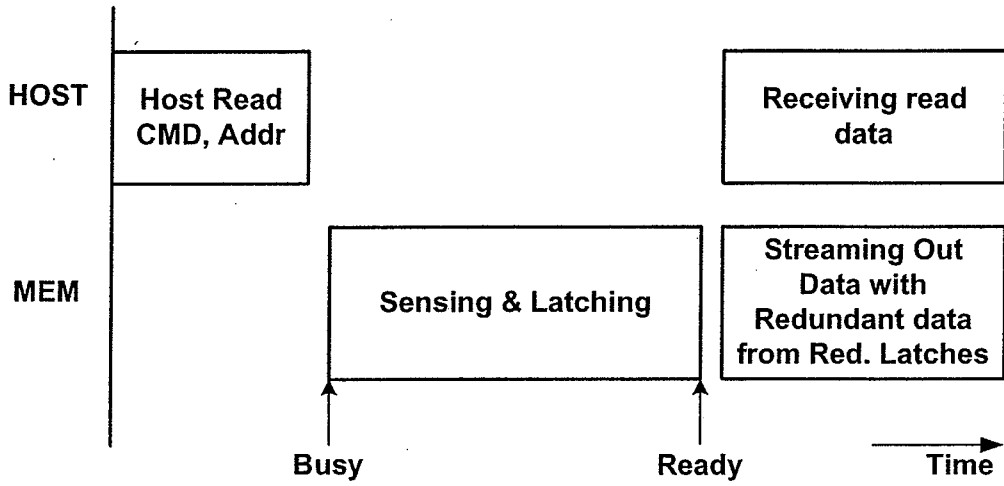 HOST
Host Read
CMD, Addr
Receiving read
data
MEM
Sensing & Latching
Streaming Out
Data with
Redundant data
from Red. Latches
Busy
Ready
Time